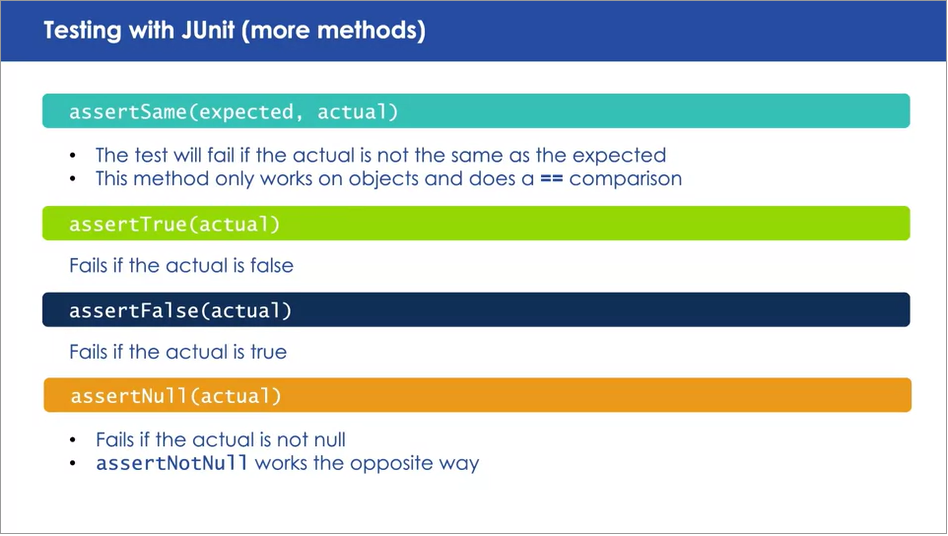 Testing with JUnit (more methods)
assertSame(expected, actual)
• The test will fail if the actual is not the same as the expected
• This method only works on objects and does a == comparison
assertTrue(actual)
Fails if the actual is false
assertFalse(actual)
Fails if the actual is true
assertNull(actual)
• Fails if the actual is not null
• assertNotNull works the opposite way